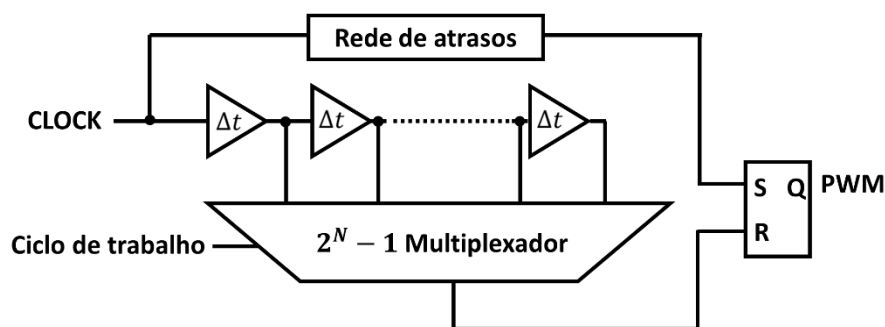 Rede de atrasos
CLOCK
Δt
Δt
Δt
S Q PWM
R
Ciclo de trabalho
2^N − 1 Multiplexador